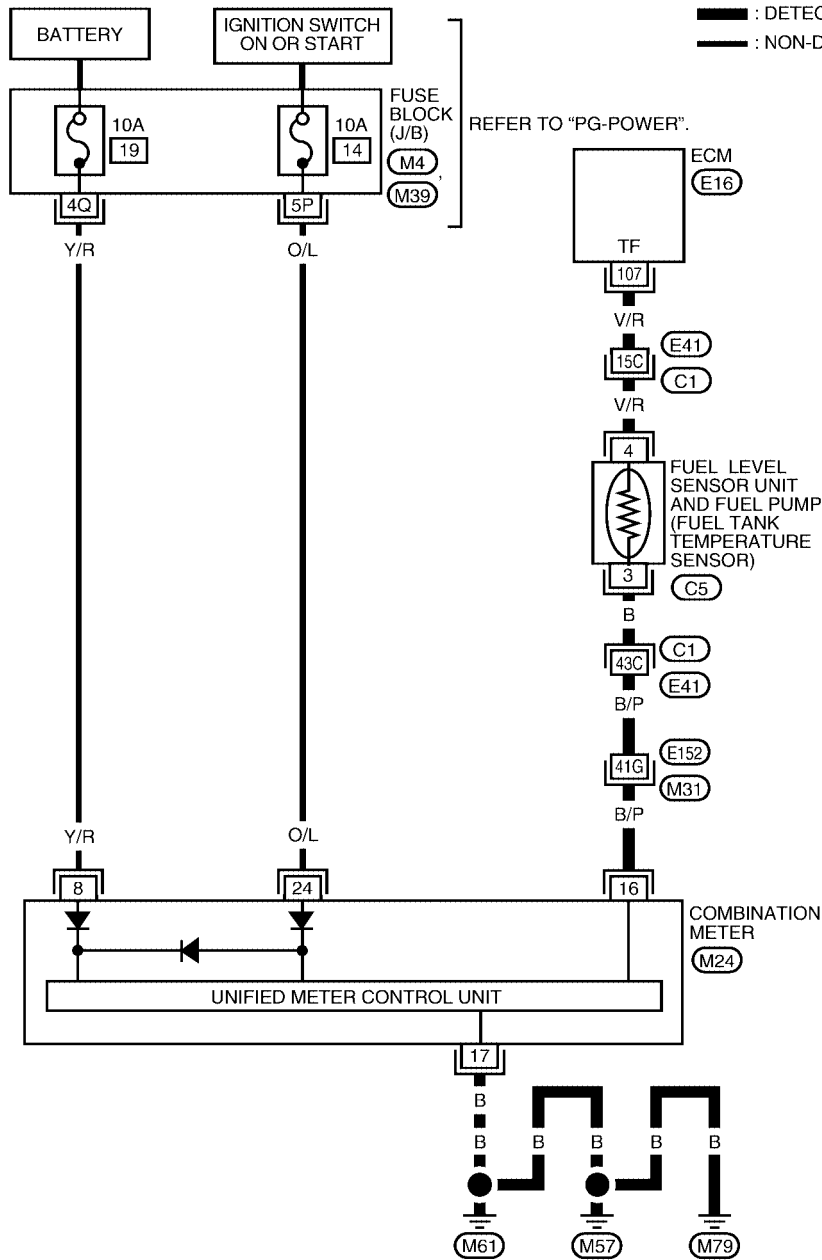 BATTERY
IGNITION SWITCH
ON OR START
: DETEC
: NON-D
10A
19
10A
14
FUSE
BLOCK
(J/B)
M4
,
M39
REFER TO “PG-POWER”.
4Q
5P
Y/R
O/L
ECM
E16
TF
107
V/R
15C
E41
C1
V/R
4
FUEL LEVEL
SENSOR UNIT
AND FUEL PUMP
(FUEL TANK
TEMPERATURE
SENSOR)
3
C5
B
43C
C1
E41
B/P
41G
E152
M31
B/P
Y/R
O/L
8
24
16
COMBINATION
METER
M24
UNIFIED METER CONTROL UNIT
17
B
B
B
B
B
B
M61
M57
M79